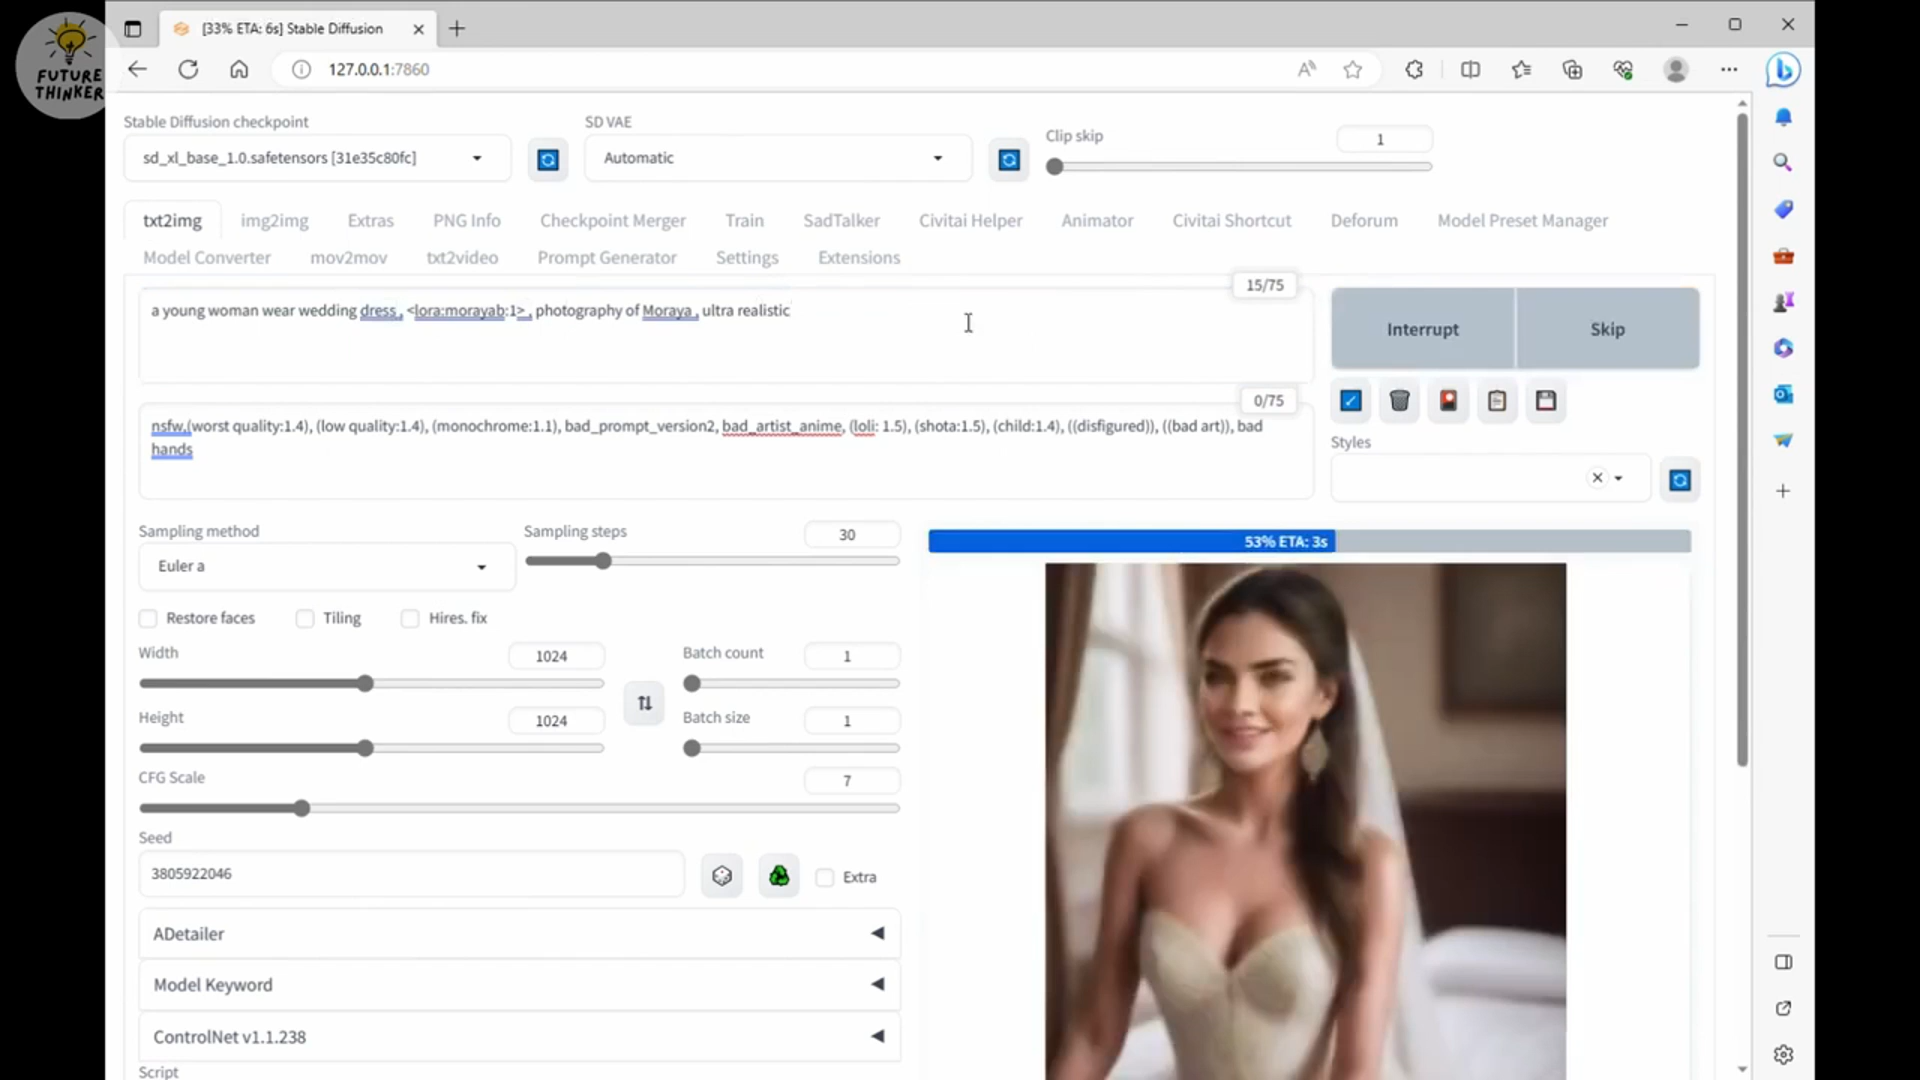 FUTURE
THINKER
[33% ETA: 6s] Stable Diffusion
127.0.0.1:7860
Stable Diffusion checkpoint
SD VAE
Clip skip
1
sd_xl_base_1.0.safetensors [31e35c80fc]
Automatic
txt2img
img2img
Extras
PNG Info
Checkpoint Merger
Train
SadTalker
Civitai Helper
Animator
Civitai Shortcut
Deforum
Model Preset Manager
Model Converter
mov2mov
txt2video
Prompt Generator
Settings
Extensions
15/75
a young woman wear wedding dress , <lora:morayab:1> , photography of Moraya , ultra realistic
Interrupt
Skip
0/75
nsfw,(worst quality:1.4), (low quality:1.4), (monochrome:1.1), bad_prompt_version2, bad_artist_anime, (loli: 1.5), (shota:1.5), (child:1.4), ((disfigured)), ((bad art)), bad
hands
Styles
Sampling method
Sampling steps
30
Euler a
53% ETA: 3s
Restore faces
Tiling
Hires. fix
Width
1024
Batch count
1
Height
1024
Batch size
1
CFG Scale
7
Seed
3805922046
Extra
ADetailer
Model Keyword
ControlNet v1.1.238
Script